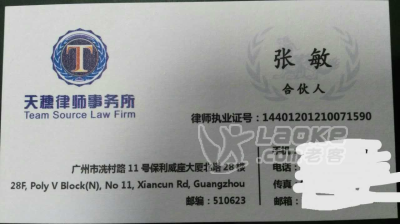 T
张敏
合伙人
天穗律师事务所
Team Source Law Firm
律师执业证号：14401201210071590
LAOKE.com
老客
广州市冼村路 11 号保利威座大厦北塔 28 楼
28F, Poly V Block(N), No 11, Xiancun Rd, Guangzhou
邮编：510623
电话
传真